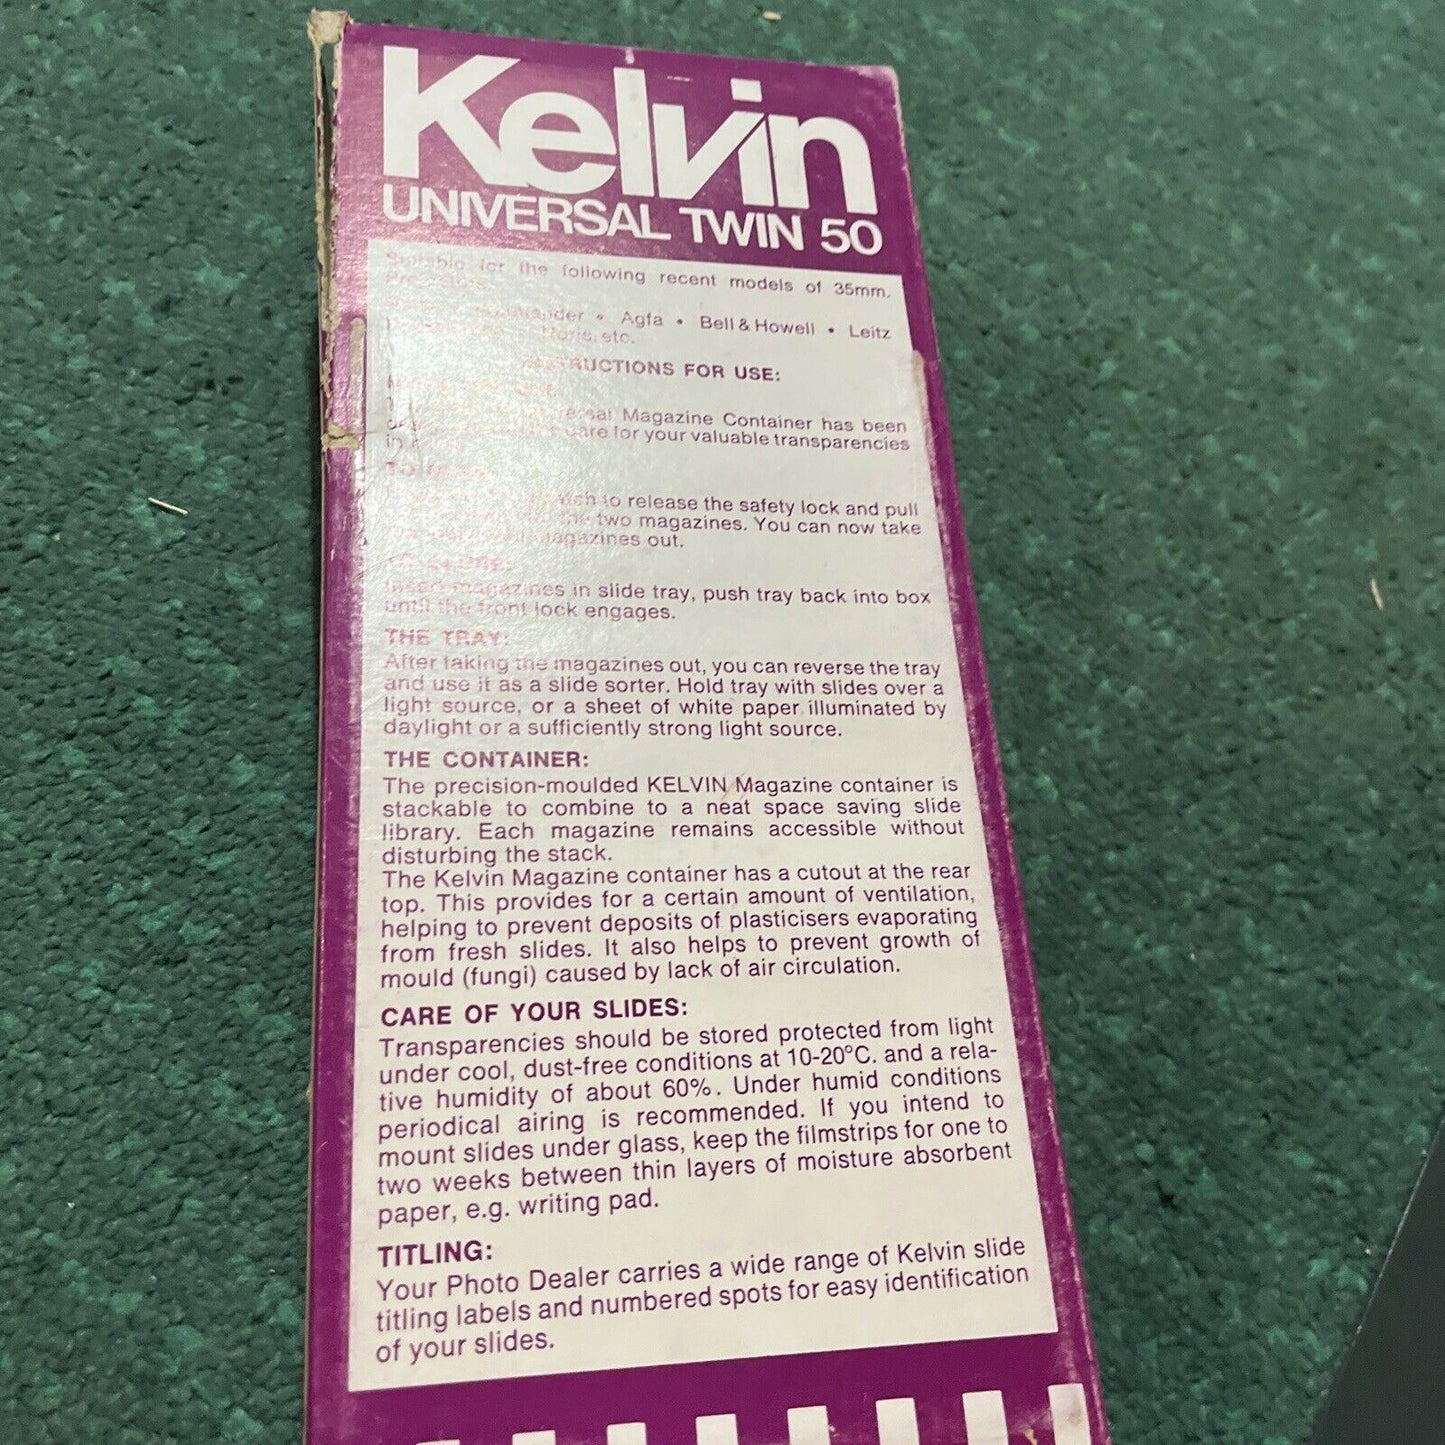 Kelvin
UNIVERSAL TWIN 50
Suitable for the following recent models of 35mm.
Agfa • Bell & Howell • Leitz
etc.
INSTRUCTIONS FOR USE:
Universal Magazine Container has been
care for your valuable transparencies
in
to release the safety lock and pull
the two magazines. You can now take
magazines out.
Insert magazines in slide tray, push tray back into box
until the front lock engages.
THE TRAY:
After taking the magazines out, you can reverse the tray
and use it as a slide sorter. Hold tray with slides over a
light source, or a sheet of white paper illuminated by
daylight or a sufficiently strong light source.
THE CONTAINER:
The precision-moulded KELVIN Magazine container is
stackable to combine to a neat space saving slide
library. Each magazine remains accessible without
disturbing the stack.
The Kelvin Magazine container has a cutout at the rear
top. This provides for a certain amount of ventilation,
helping to prevent deposits of plasticisers evaporating
from fresh slides. It also helps to prevent growth of
mould (fungi) caused by lack of air circulation.
CARE OF YOUR SLIDES:
Transparencies should be stored protected from light
under cool, dust-free conditions at 10-20°C. and a rela-
tive humidity of about 60%. Under humid conditions
periodical airing is recommended. If you intend to
mount slides under glass, keep the filmstrips for one to
two weeks between thin layers of moisture absorbent
paper, e.g. writing pad.
TITLING:
Your Photo Dealer carries a wide range of Kelvin slide
titling labels and numbered spots for easy identification
of your slides.